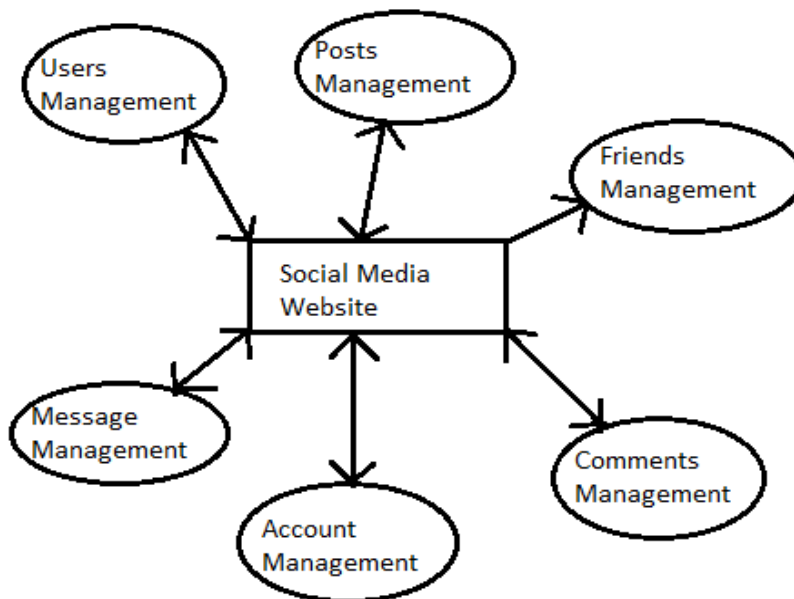 Users
Management
Posts
Management
Friends
Management
Social Media
Website
Message
Management
Comments
Management
Account
Management